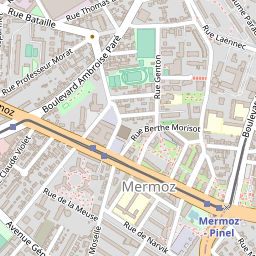 Rue Thomas B
Rue Bataille
Rue Laennec
Rue Professeur Morat
Boulevard Ambroise Paré
Rue Genton
Boulevard
moz
Rue Berthe Morisot
Claude Violet
Mermoz
Rue de la Meuse
Mermoz
Pinel
Avenue Gén
Moselle
Rue de Narvik